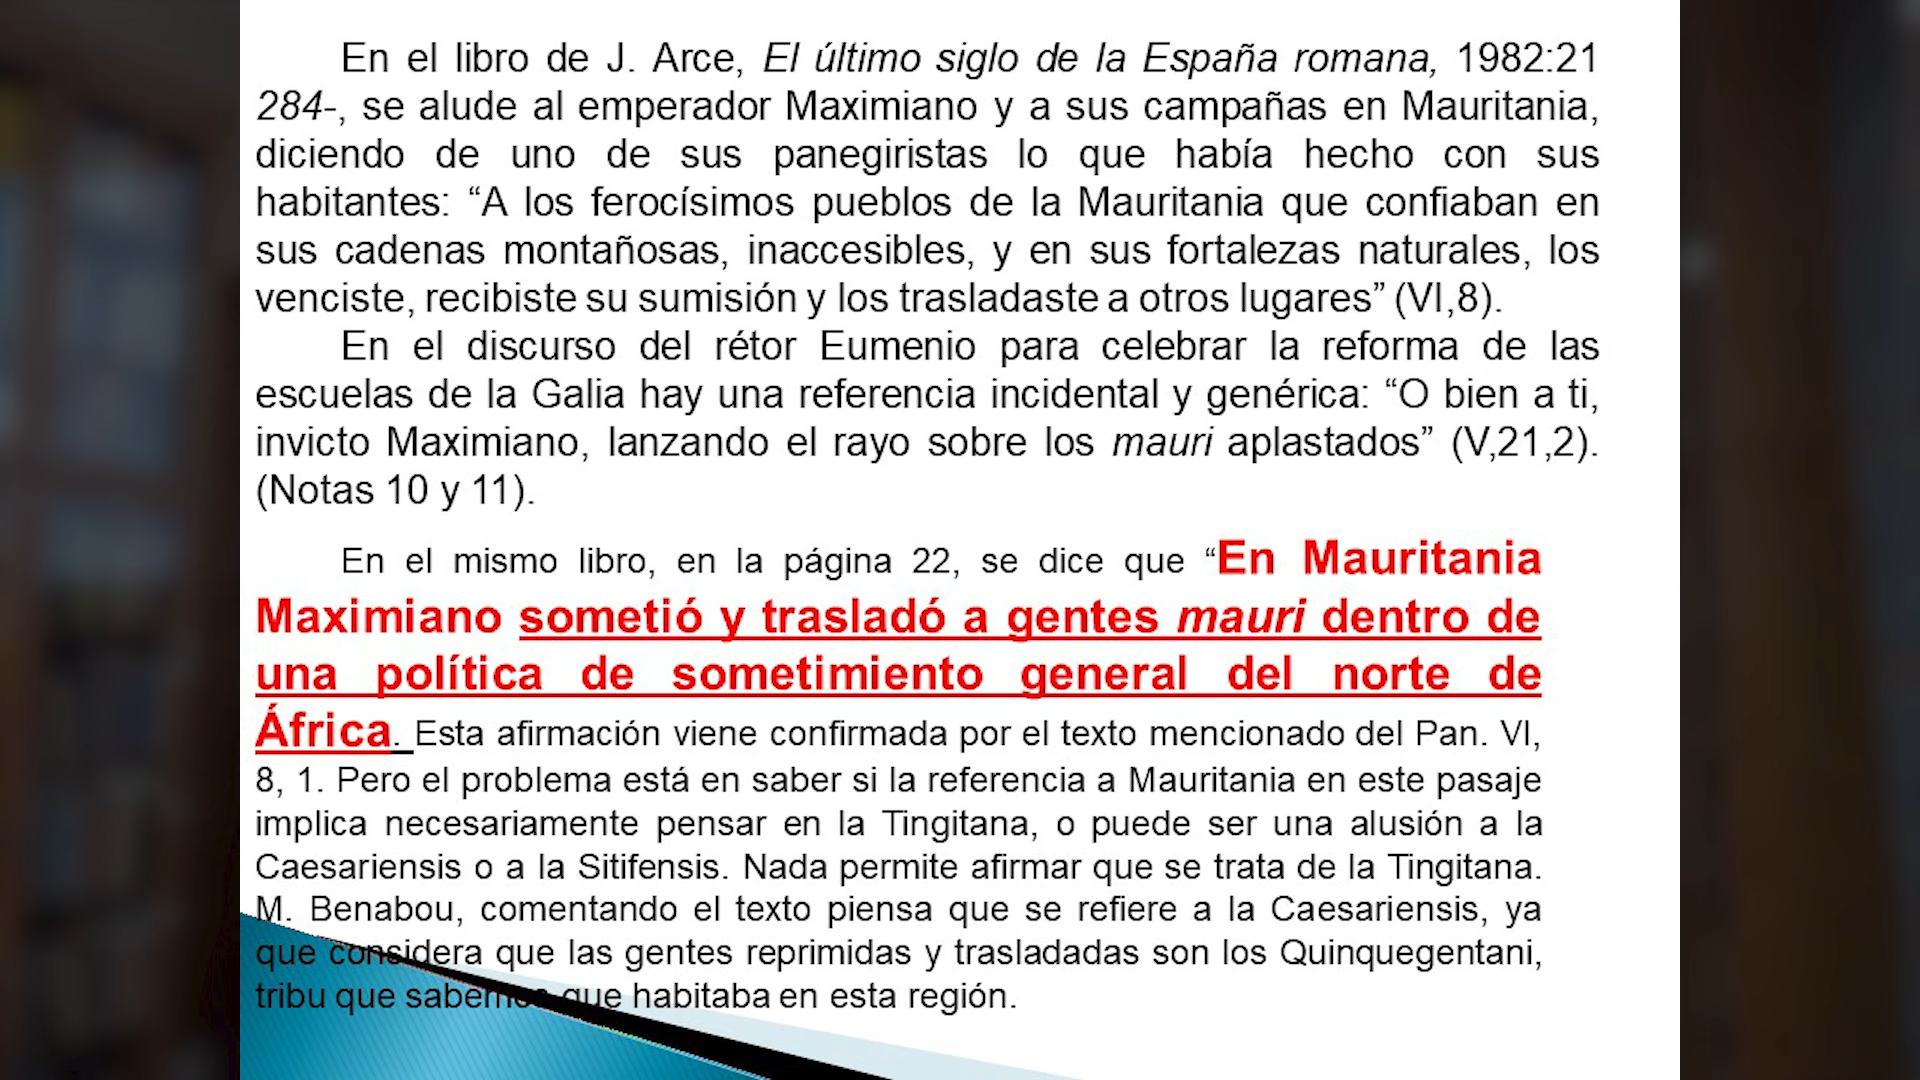 En el libro de J. Arce, El último siglo de la España romana, 1982:21
284-, se alude al emperador Maximiano y a sus campañas en Mauritania,
diciendo de uno de sus panegiristas lo que había hecho con sus
habitantes: “A los ferocísimos pueblos de la Mauritania que confiaban en
sus cadenas montañosas, inaccesibles, y en sus fortalezas naturales, los
venciste, recibiste su sumisión y los trasladaste a otros lugares” (VI,8).
En el discurso del rétor Eumenio para celebrar la reforma de las
escuelas de la Galia hay una referencia incidental y genérica: “O bien a ti,
invicto Maximiano, lanzando el rayo sobre los mauri aplastados” (V,21,2).
(Notas 10 y 11).
En el mismo libro, en la página 22, se dice que “En Mauritania
Maximiano sometió y trasladó a gentes mauri dentro de
una política de sometimiento general del norte de
África. Esta afirmación viene confirmada por el texto mencionado del Pan. VI,
8, 1. Pero el problema está en saber si la referencia a Mauritania en este pasaje
implica necesariamente pensar en la Tingitana, o puede ser una alusión a la
Caesariensis o a la Sitifensis. Nada permite afirmar que se trata de la Tingitana.
M. Benabou, comentando el texto piensa que se refiere a la Caesariensis, ya
que considera que las gentes reprimidas y trasladadas son los Quinquegentani,
tribu que sabemos que habitaba en esta región.